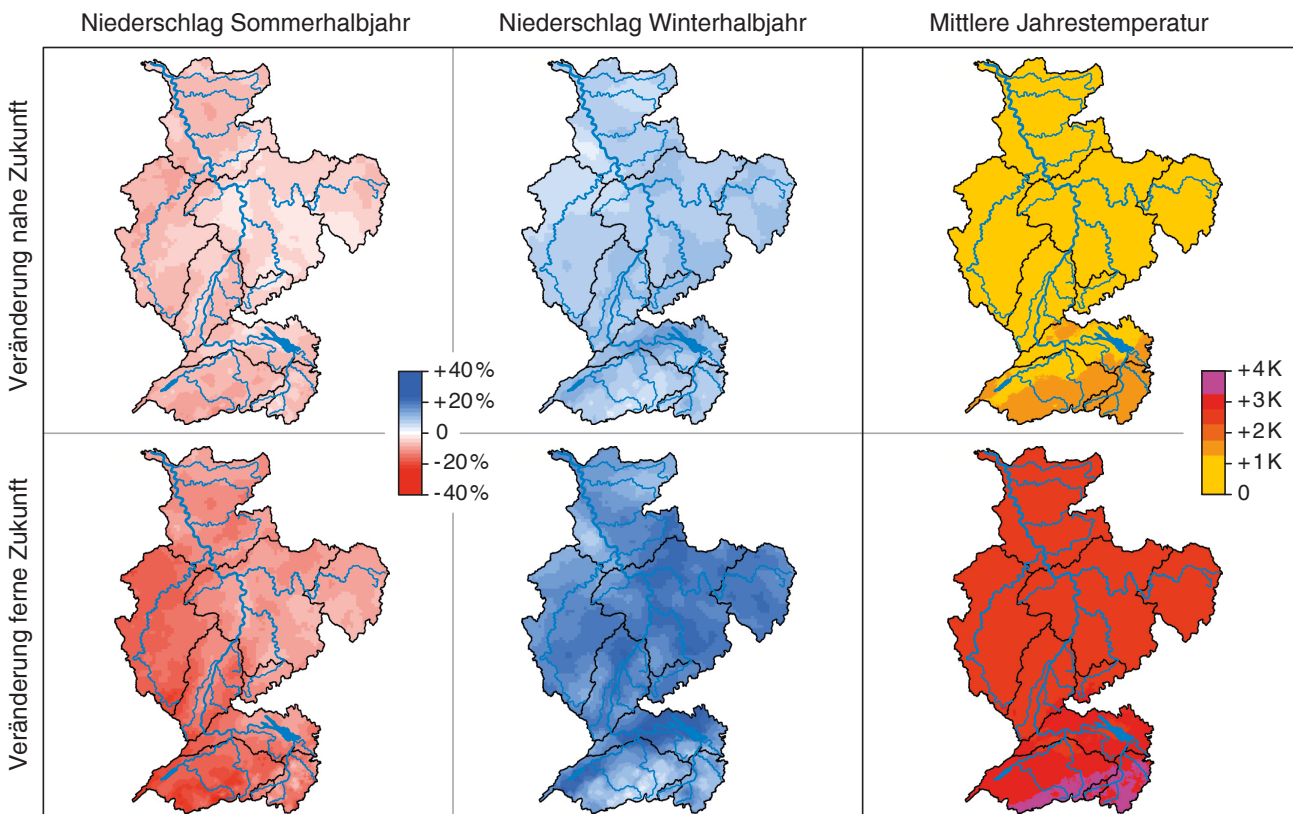 Niederschlag Sommerhalbjahr
Niederschlag Winterhalbjahr
Mittlere Jahrestemperatur
Veränderung nahe Zukunft
+40%
+20%
0
-20%
-40%
+4K
+3K
+2K
+1K
0
Veränderung ferne Zukunft